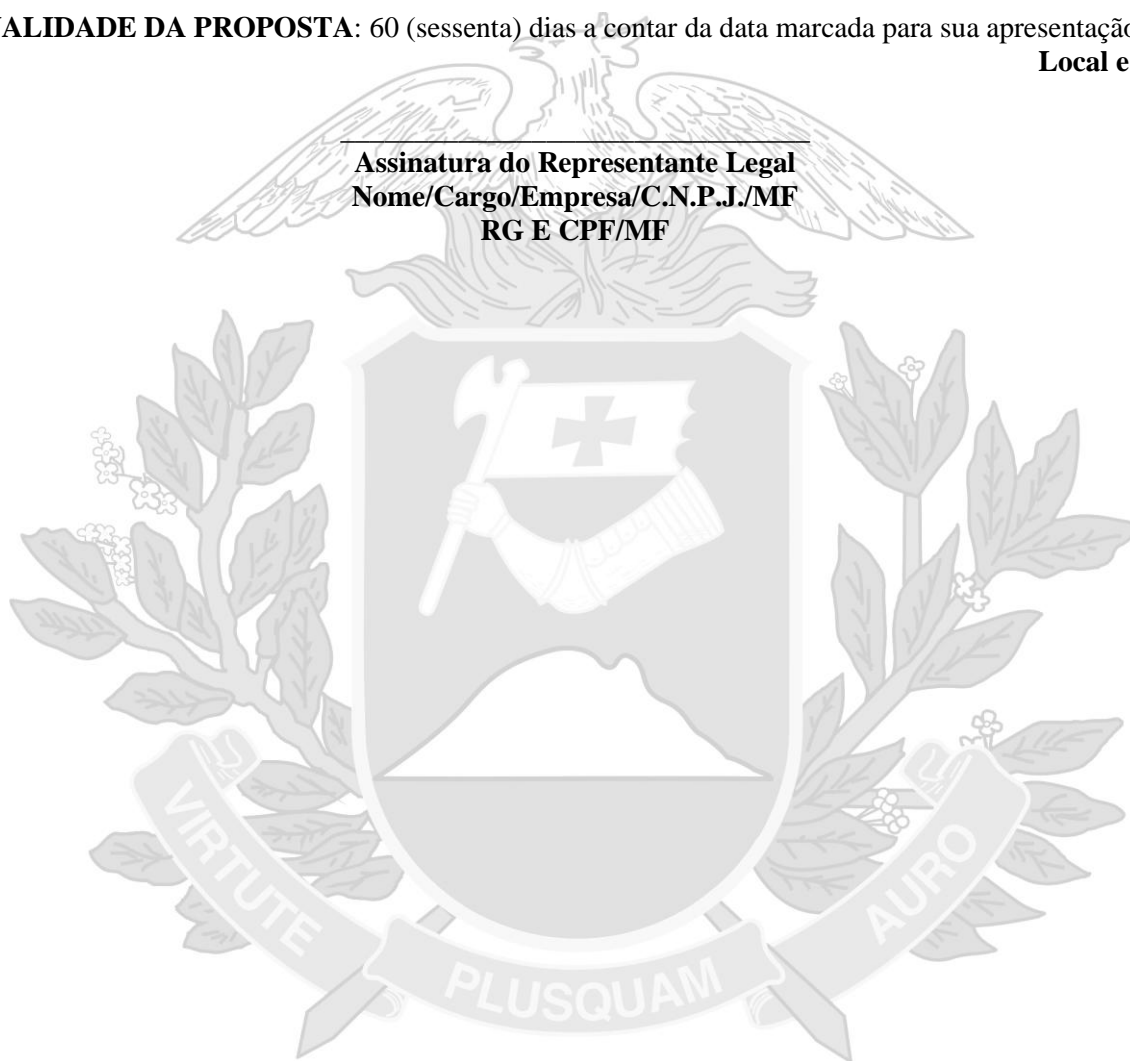 VALIDADE DA PROPOSTA: 60 (sessenta) dias a contar da data marcada para sua apresentação
Local e
Assinatura do Representante Legal
Nome/Cargo/Empresa/C.N.P.J./MF
RG E CPF/MF
VIRTUTE
PLUSQUAM
AURO